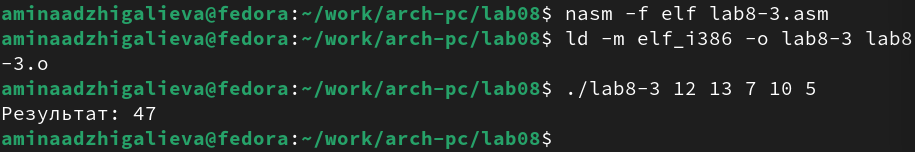 aminaadzhigalieva@fedora:~/work/arch-pc/lab08$ nasm -f elf lab8-3.asm
aminaadzhigalieva@fedora:~/work/arch-pc/lab08$ ld -m elf_i386 -o lab8-3 lab8
-3.o
aminaadzhigalieva@fedora:~/work/arch-pc/lab08$ ./lab8-3 12 13 7 10 5
Результат: 47
aminaadzhigalieva@fedora:~/work/arch-pc/lab08$